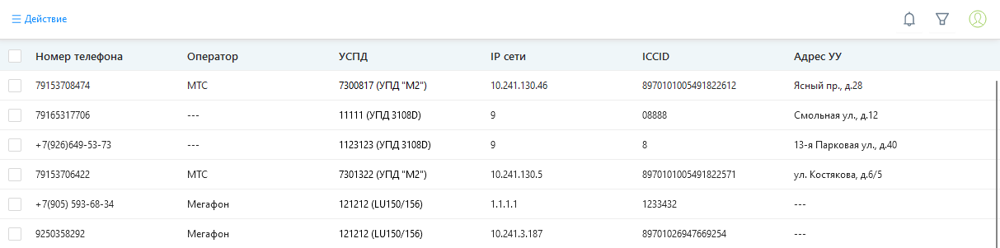 Действие
Номер телефона Оператор УСПД IP сети ICCID Адрес УУ
79153708474 МТС 7300817 (УПД "М2") 10.241.130.46 8970101005491822612 Ясный пр., д.28
79165317706 --- 11111 (УПД 3108D) 9 08888 Смольная ул., д.12
+7(926)649-53-73 --- 1123123 (УПД 3108D) 9 8 13-я Парковая ул., д.40
79153706422 МТС 7301322 (УПД "М2") 10.241.130.5 8970101005491822571 ул. Костякова, д.6/5
+7(905) 593-68-34 Мегафон 121212 (LU150/156) 1.1.1.1 1233432 ---
9250358292 Мегафон 121212 (LU150/156) 10.241.3.187 89701026947669254 ---